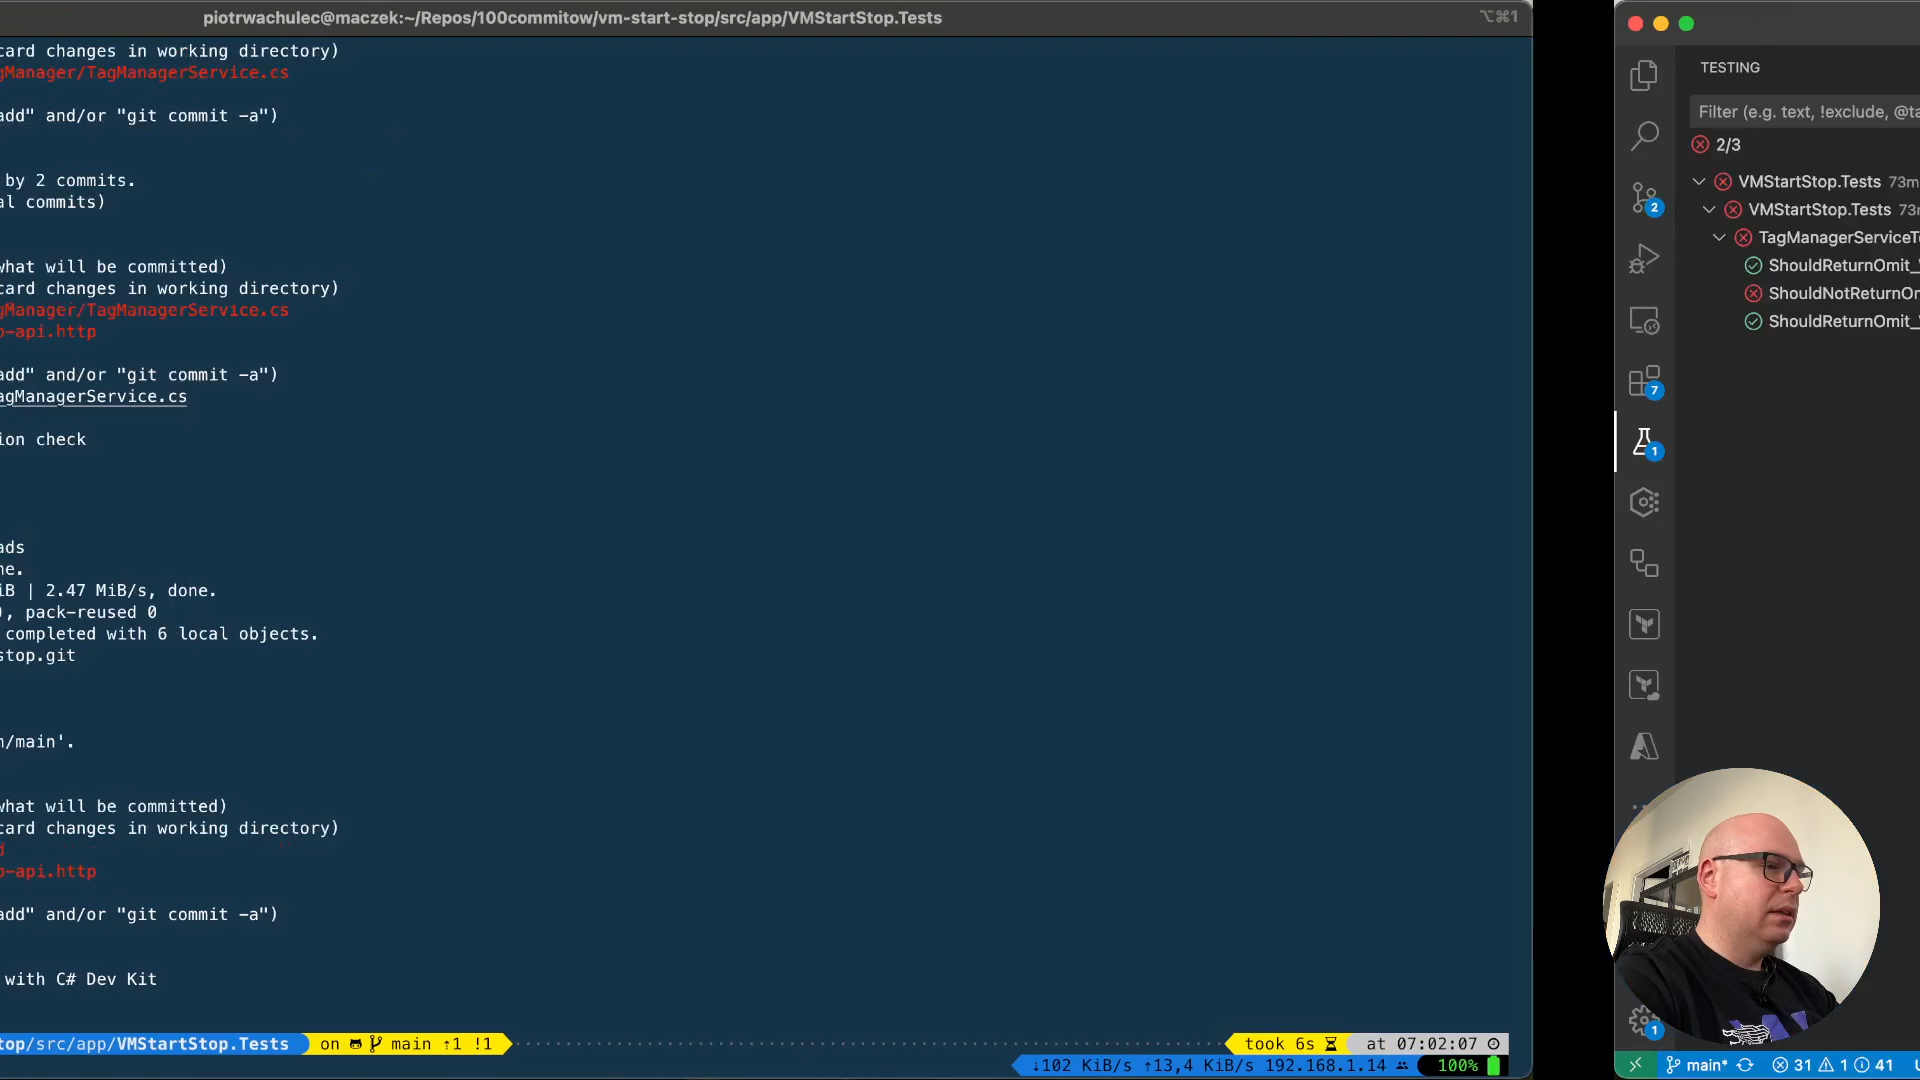 piotrwachulec@maczek:~/Repos/100commitow/vm-start-stop/src/app/VMStartStop.Tests
⌥⌘1
card changes in working directory)
gManager/TagManagerService.cs
add" and/or "git commit -a")
by 2 commits.
al commits)
what will be committed)
card changes in working directory)
gManager/TagManagerService.cs
p-api.http
add" and/or "git commit -a")
agManagerService.cs
ion check
ads
ne.
iB | 2.47 MiB/s, done.
), pack-reused 0
completed with 6 local objects.
stop.git
n/main'.
what will be committed)
card changes in working directory)
d
p-api.http
add" and/or "git commit -a")
with C# Dev Kit
top/src/app/VMStartStop.Tests on main ⇡1 !1
took 6s at 07:02:07
↓102 KiB/s ↑13,4 KiB/s 192.168.1.14 100%
TESTING
Filter (e.g. text, !exclude, @ta
2/3
VMStartStop.Tests 73m
VMStartStop.Tests 73
TagManagerServiceT
ShouldReturnOmit_
ShouldNotReturnOm
ShouldReturnOmit_
2
7
1
1
main* 31 1 41